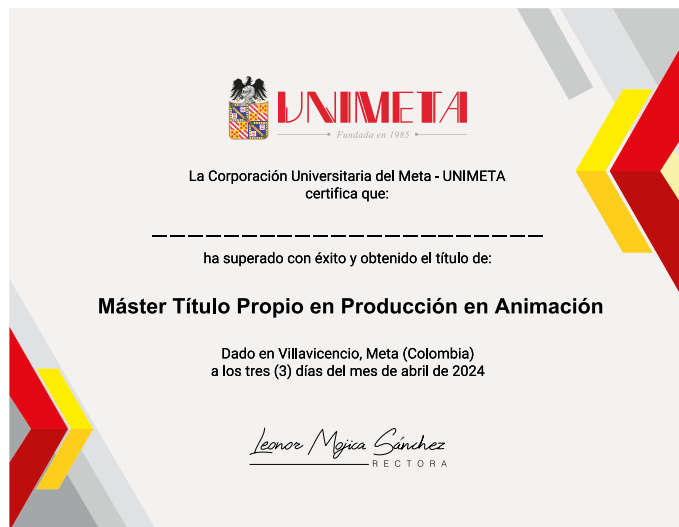 UNIMETA
Fundada en 1985
La Corporación Universitaria del Meta - UNIMETA
certifica que:
ha superado con éxito y obtenido el título de:
Máster Título Propio en Producción en Animación
Dado en Villavicencio, Meta (Colombia)
a los tres (3) días del mes de abril de 2024
Leonor Mojica Sánchez
RECTORA